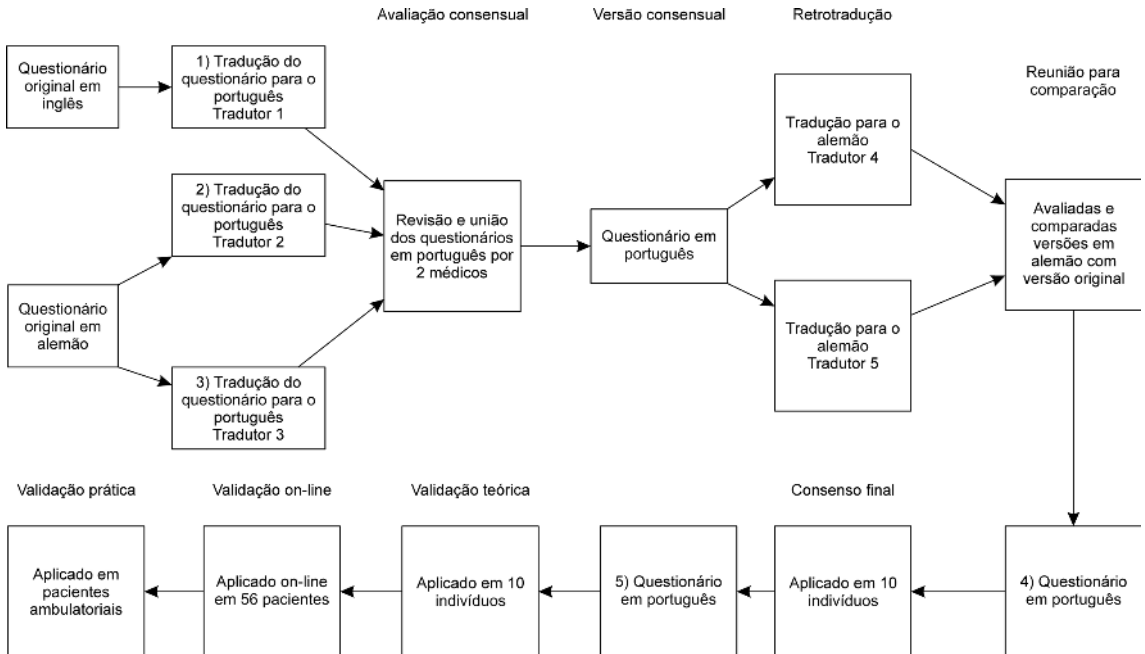 Avaliação consensual
Versão consensual
Retrotradução
Questionário
original em
inglês
1) Tradução do
questionário para o
português
Tradutor 1
Reunião para
comparação
Tradução para o
alemão
Tradutor 4
2) Tradução do
questionário para o
português
Tradutor 2
Revisão e união
dos questionários
em português por
2 médicos
Questionário em
português
Avaliadas e
comparadas
versões em
alemão com
versão original
Questionário
original em
alemão
Tradução para o
alemão
Tradutor 5
3) Tradução do
questionário para o
português
Tradutor 3
Validação prática
Validação on-line
Validação teórica
Consenso final
Aplicado em
pacientes
ambulatoriais
Aplicado on-line
em 56 pacientes
Aplicado em 10
indivíduos
5) Questionário
em português
Aplicado em 10
indivíduos
4) Questionário
em português